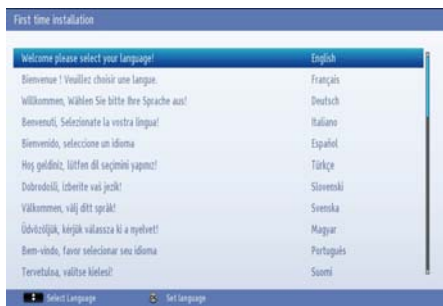 First time installation
Welcome please select your language! English
Bienvenue ! Veuillez choisir une langue. Français
Willkommen, Wählen Sie bitte Ihre Sprache aus! Deutsch
Benvenuti, Selezionate la vostra lingua! Italiano
Bienvenido, seleccione un idioma Español
Hoş geldiniz, lütfen dil seçimini yapınız! Türkçe
Dobrodošli, izberite vaš jezik! Slovenski
Välkommen, välj ditt språk! Svenska
Üdvözöljük, kérjük válassza ki a nyelvet! Magyar
Bem-vindo, favor selecionar seu idioma Português
Tervetuloa, valitse kielesi! Suomi
Select Language Set language